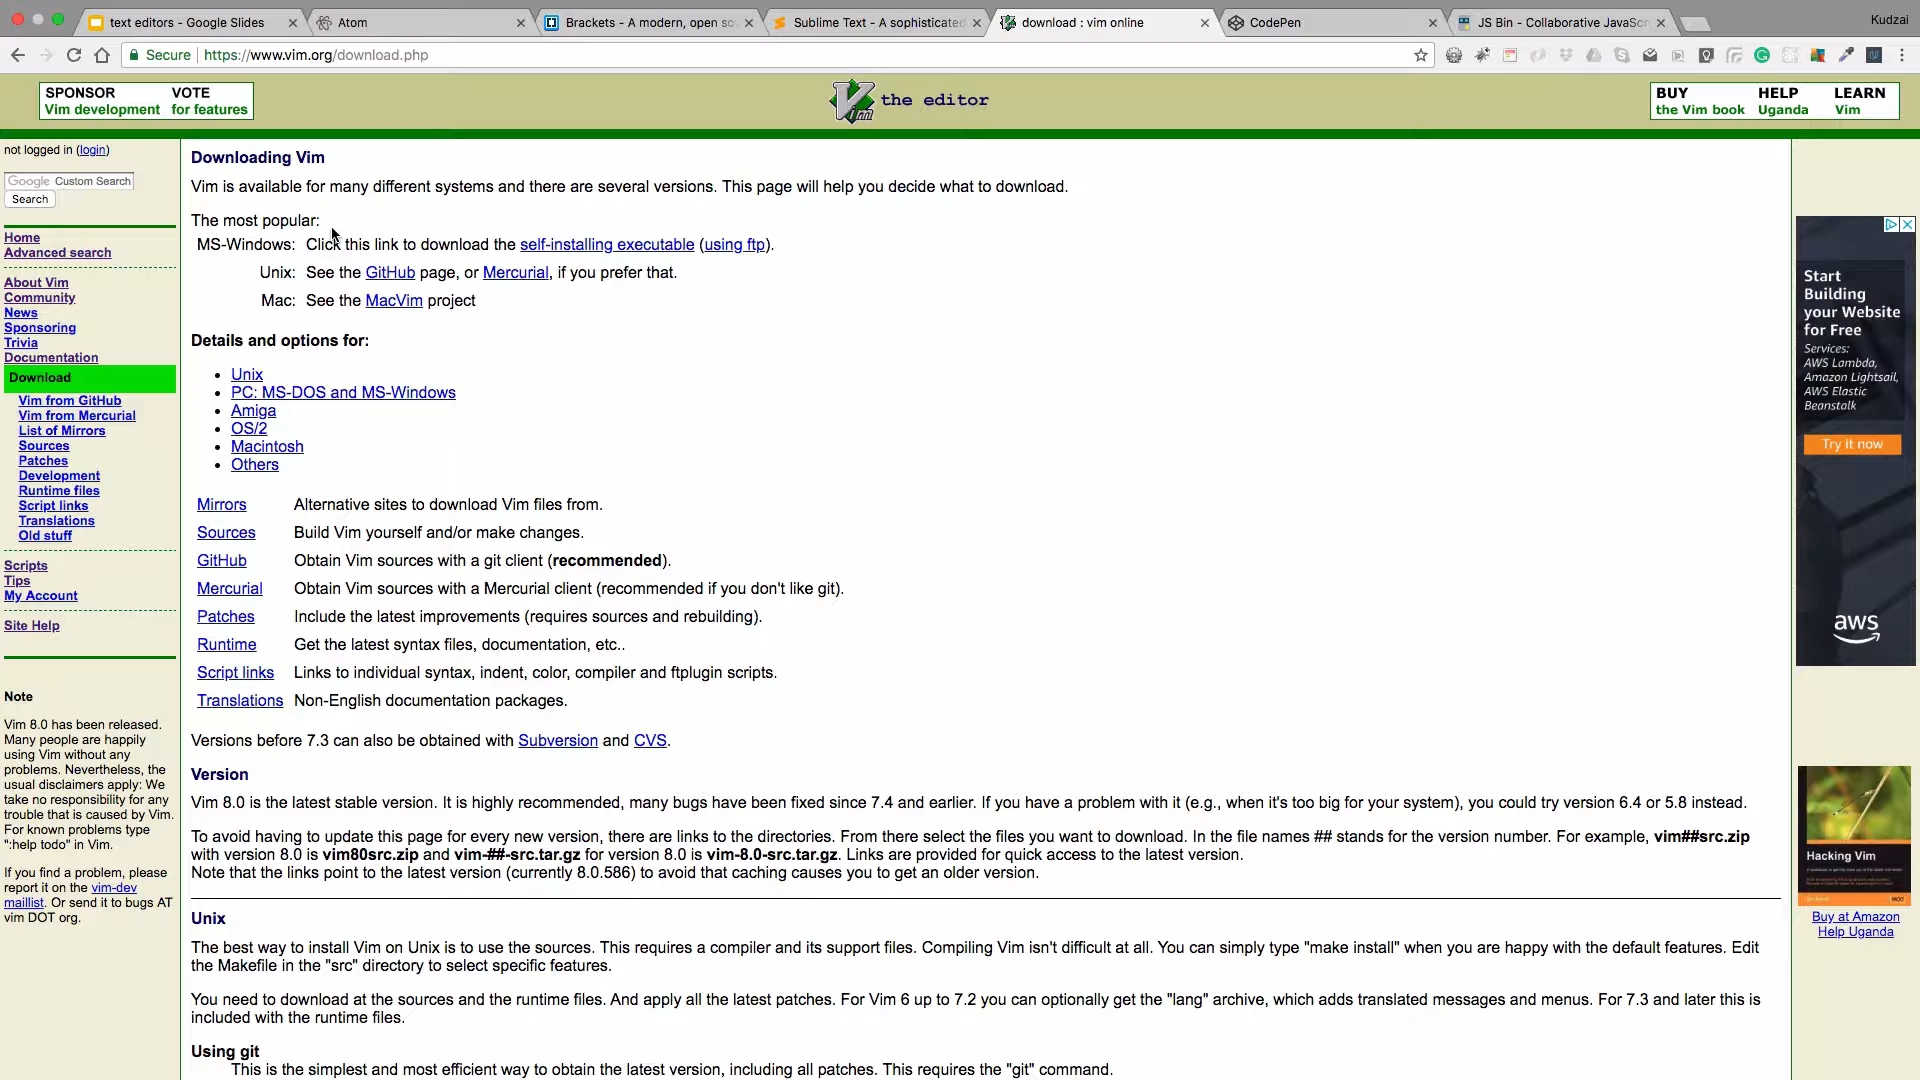 text editors - Google Slides
Atom
Brackets - A modern, open so
Sublime Text - A sophisticated
download : vim online
CodePen
JS Bin - Collaborative JavaScr
Kudzai
Secure
https://www.vim.org/download.php
SPONSOR
Vim development
VOTE
for features
Vim
the editor
BUY
the Vim book
HELP
Uganda
LEARN
Vim
not logged in (login)
Google Custom Search
Search
Home
Advanced search
About Vim
Community
News
Sponsoring
Trivia
Documentation
Download
Vim from GitHub
Vim from Mercurial
List of Mirrors
Sources
Patches
Development
Runtime files
Script links
Translations
Old stuff
Scripts
Tips
My Account
Site Help
Note
Vim 8.0 has been released.
Many people are happily
using Vim without any
problems. Nevertheless, the
usual disclaimers apply: We
take no responsibility for any
trouble that is caused by Vim.
For known problems type
":help todo" in Vim.
If you find a problem, please
report it on the vim-dev
maillist. Or send it to bugs AT
vim DOT org.
Downloading Vim
Vim is available for many different systems and there are several versions. This page will help you decide what to download.
The most popular:
MS-Windows: Click this link to download the self-installing executable (using ftp).
Unix: See the GitHub page, or Mercurial, if you prefer that.
Mac: See the MacVim project
Details and options for:
• Unix
• PC: MS-DOS and MS-Windows
• Amiga
• OS/2
• Macintosh
• Others
Mirrors Alternative sites to download Vim files from.
Sources Build Vim yourself and/or make changes.
GitHub Obtain Vim sources with a git client (recommended).
Mercurial Obtain Vim sources with a Mercurial client (recommended if you don't like git).
Patches Include the latest improvements (requires sources and rebuilding).
Runtime Get the latest syntax files, documentation, etc..
Script links Links to individual syntax, indent, color, compiler and ftplugin scripts.
Translations Non-English documentation packages.
Versions before 7.3 can also be obtained with Subversion and CVS.
Version
Vim 8.0 is the latest stable version. It is highly recommended, many bugs have been fixed since 7.4 and earlier. If you have a problem with it (e.g., when it's too big for your system), you could try version 6.4 or 5.8 instead.
To avoid having to update this page for every new version, there are links to the directories. From there select the files you want to download. In the file names ## stands for the version number. For example, vim##src.zip
with version 8.0 is vim80src.zip and vim-##-src.tar.gz for version 8.0 is vim-8.0-src.tar.gz. Links are provided for quick access to the latest version.
Note that the links point to the latest version (currently 8.0.586) to avoid that caching causes you to get an older version.
Unix
The best way to install Vim on Unix is to use the sources. This requires a compiler and its support files. Compiling Vim isn't difficult at all. You can simply type "make install" when you are happy with the default features. Edit
the Makefile in the "src" directory to select specific features.
You need to download at the sources and the runtime files. And apply all the latest patches. For Vim 6 up to 7.2 you can optionally get the "lang" archive, which adds translated messages and menus. For 7.3 and later this is
included with the runtime files.
Using git
This is the simplest and most efficient way to obtain the latest version, including all patches. This requires the "git" command.
Start
Building
your Website
for Free
Services:
AWS Lambda,
Amazon Lightsail,
AWS Elastic
Beanstalk
Try it now
aws
Hacking Vim
Buy at Amazon
Help Uganda